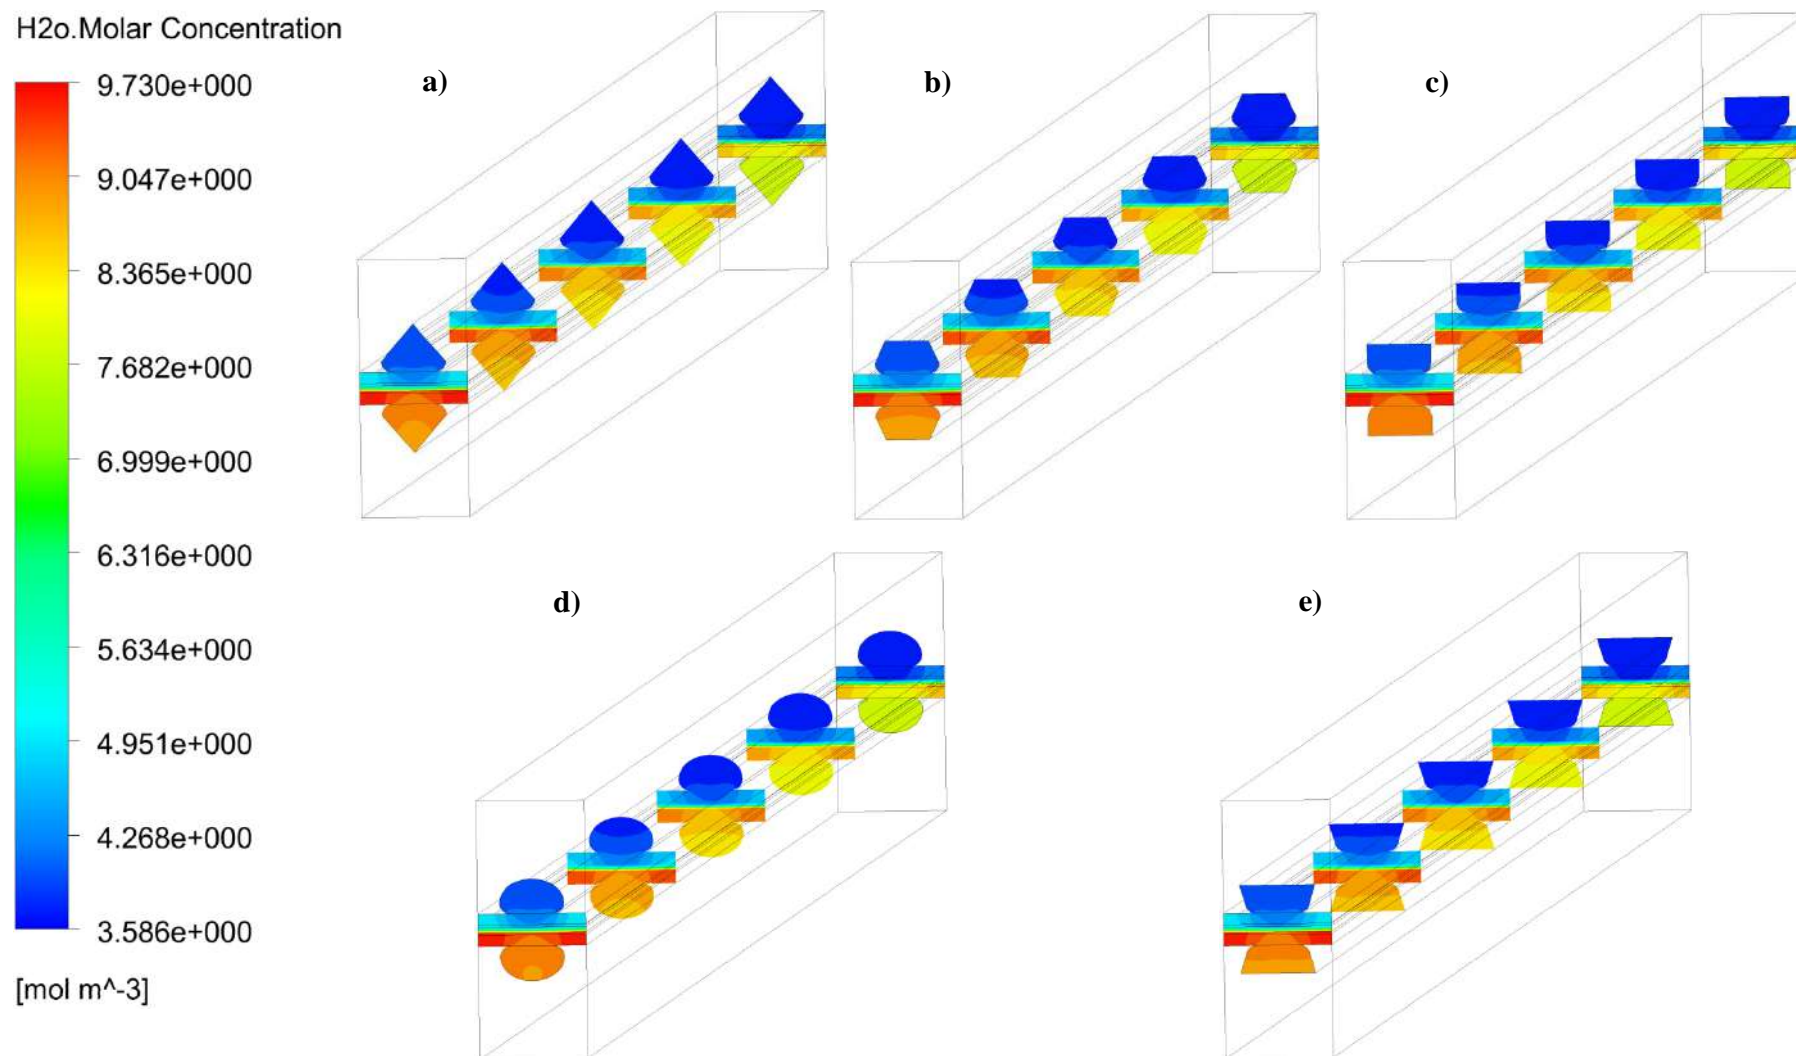 H2o.Molar Concentration
9.730e+000
9.047e+000
8.365e+000
7.682e+000
6.999e+000
6.316e+000
5.634e+000
4.951e+000
4.268e+000
3.586e+000
[mol m^-3]
a)
b)
c)
d)
e)